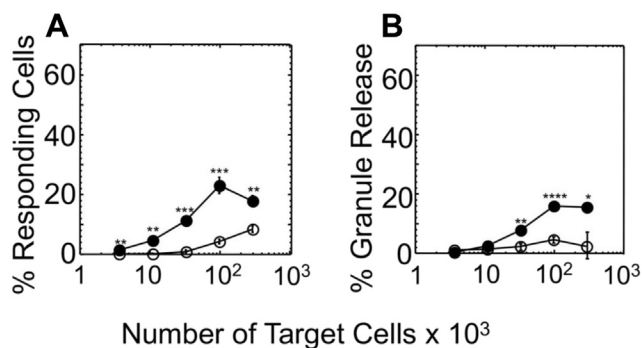 A
B
% Responding Cells
60
40
20
0
** ** *** *** **
1 10 10² 10³
% Granule Release
60
40
20
0
** **** *
1 10 10² 10³
Number of Target Cells x 10³